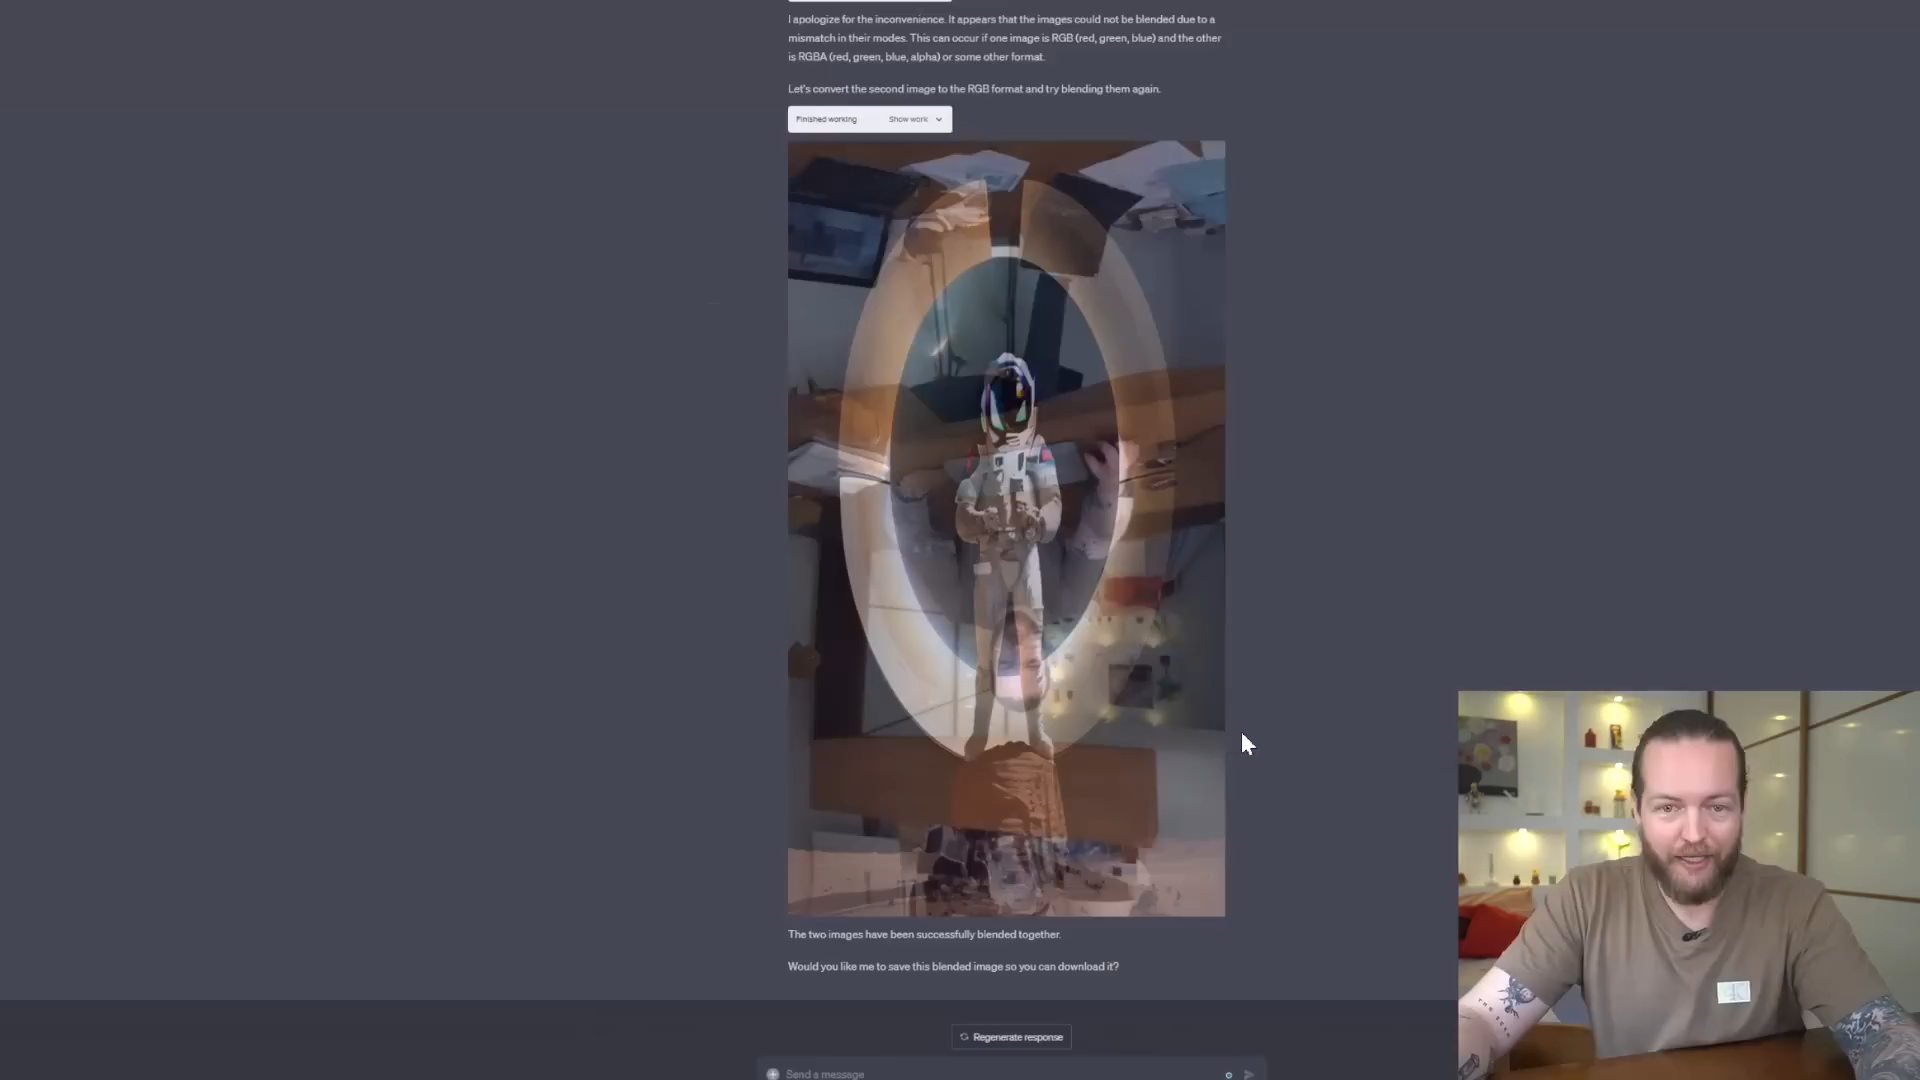 I apologize for the inconvenience. It appears that the images could not be blended due to a
mismatch in their modes. This can occur if one image is RGB (red, green, blue) and the other
is RGBA (red, green, blue, alpha) or some other format.
Let's convert the second image to the RGB format and try blending them again.
Finished working Show work
The two images have been successfully blended together.
Would you like me to save this blended image so you can download it?
Regenerate response
Send a message